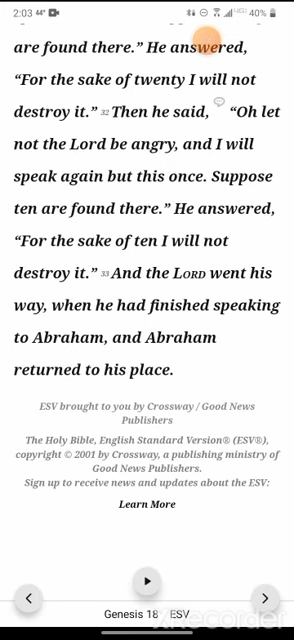 2:03 44°
40%
are found there.” He answered,
“For the sake of twenty I will not
destroy it.” 32 Then he said, “Oh let
not the Lord be angry, and I will
speak again but this once. Suppose
ten are found there.” He answered,
“For the sake of ten I will not
destroy it.” 33 And the LORD went his
way, when he had finished speaking
to Abraham, and Abraham
returned to his place.
ESV brought to you by Crossway / Good News
Publishers
The Holy Bible, English Standard Version® (ESV®),
copyright © 2001 by Crossway, a publishing ministry of
Good News Publishers.
Sign up to receive news and updates about the ESV:
Learn More
Genesis 18 ESV
XRecorder